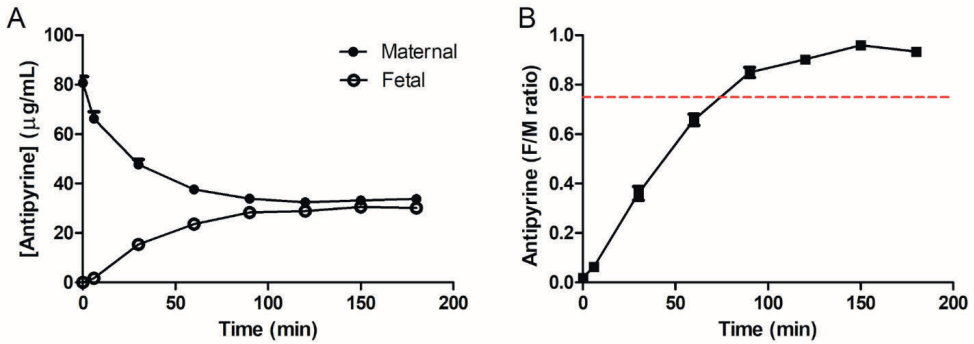 A
[Antipyrine] (μg/mL)
100
80
60
40
20
0
0 50 100 150 200
Time (min)
Maternal
Fetal
B
Antipyrine (F/M ratio)
1.0
0.8
0.6
0.4
0.2
0.0
0 50 100 150 200
Time (min)